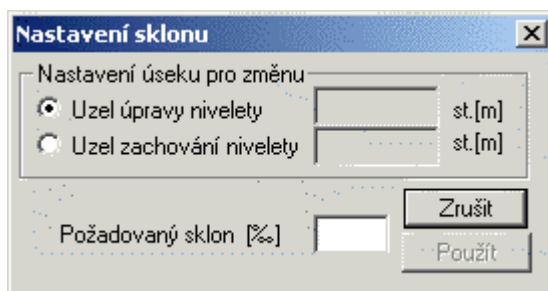 Nastavení sklonu
Nastavení úseku pro změnu
Uzel úpravy nivelety st.[m]
Uzel zachování nivelety st.[m]
Zrušit
Požadovaný sklon [‰]
Použít